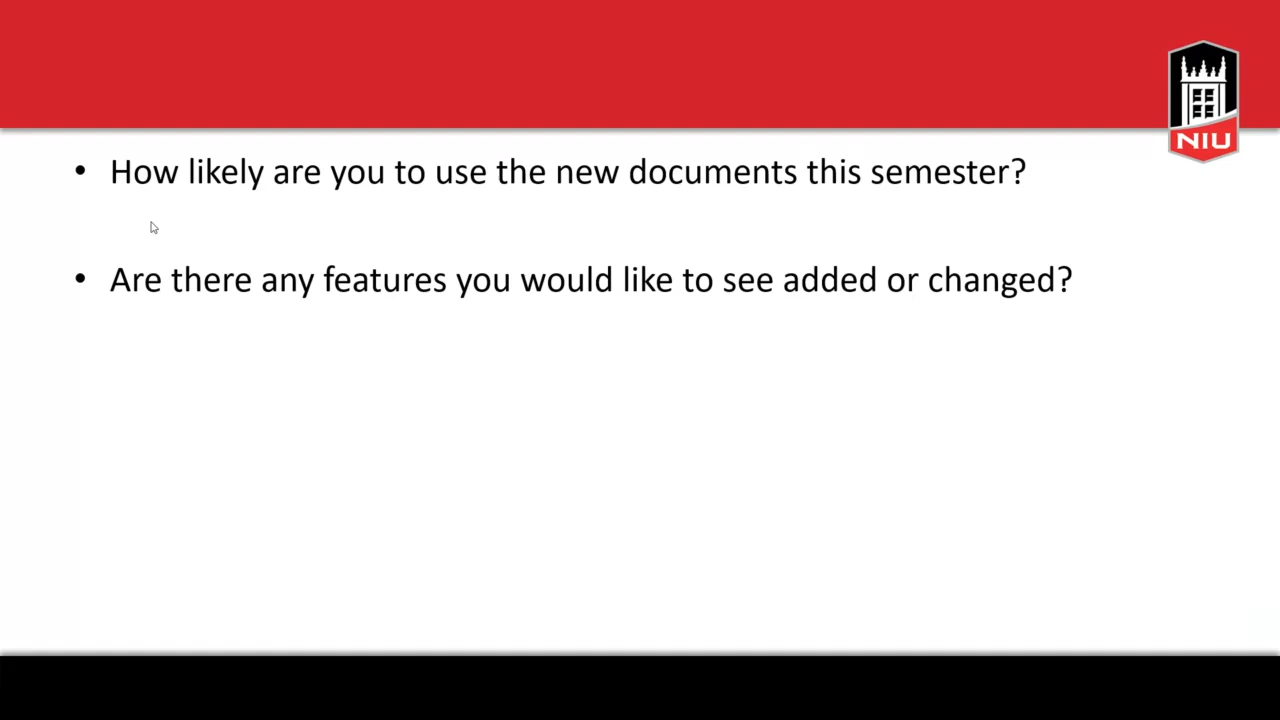 NIU
• How likely are you to use the new documents this semester?
• Are there any features you would like to see added or changed?